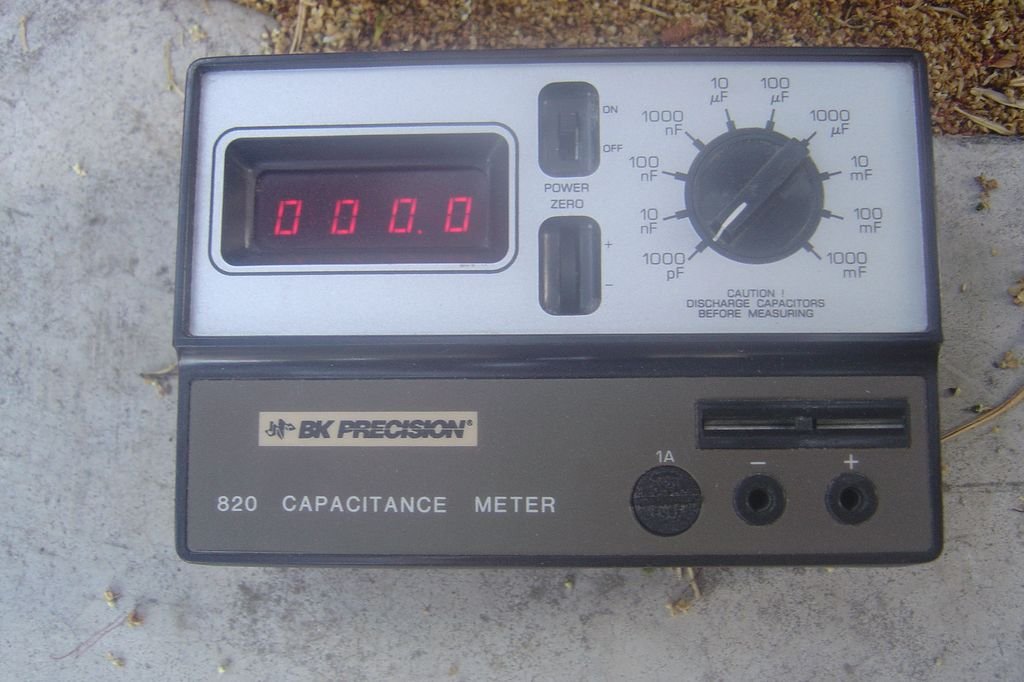 000.0
ON
OFF
POWER
ZERO
+
−
1000
pF
10
nF
100
nF
1000
nF
10
µF
100
µF
1000
µF
10
mF
100
mF
1000
mF
CAUTION !
DISCHARGE CAPACITORS
BEFORE MEASURING
BK PRECISION®
820 CAPACITANCE METER
1A
−
+